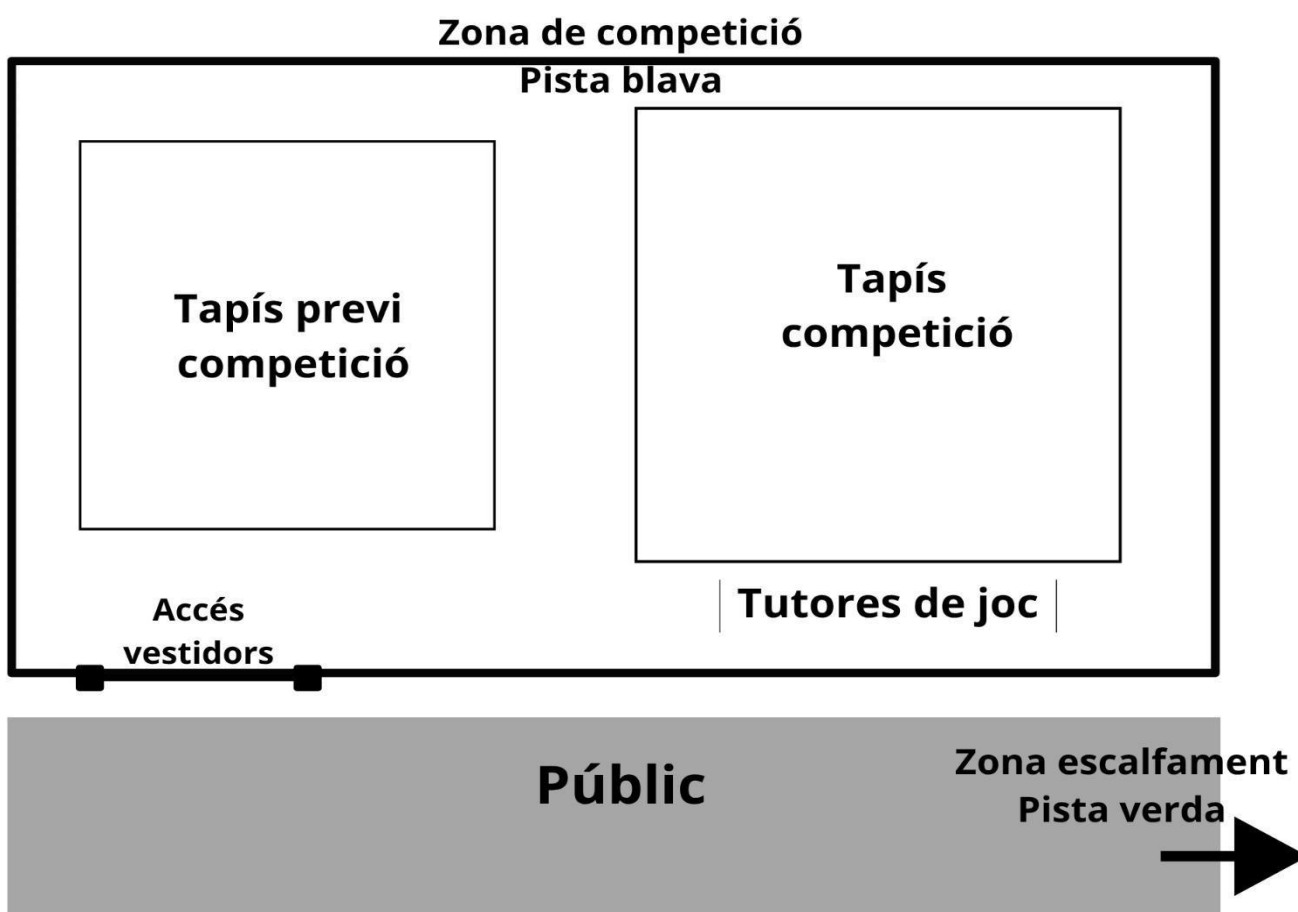 Zona de competició
Pista blava
Tapís previ
competició
Tapís
competició
Accés
vestidors
Tutores de joc
Públic
Zona escalfament
Pista verda